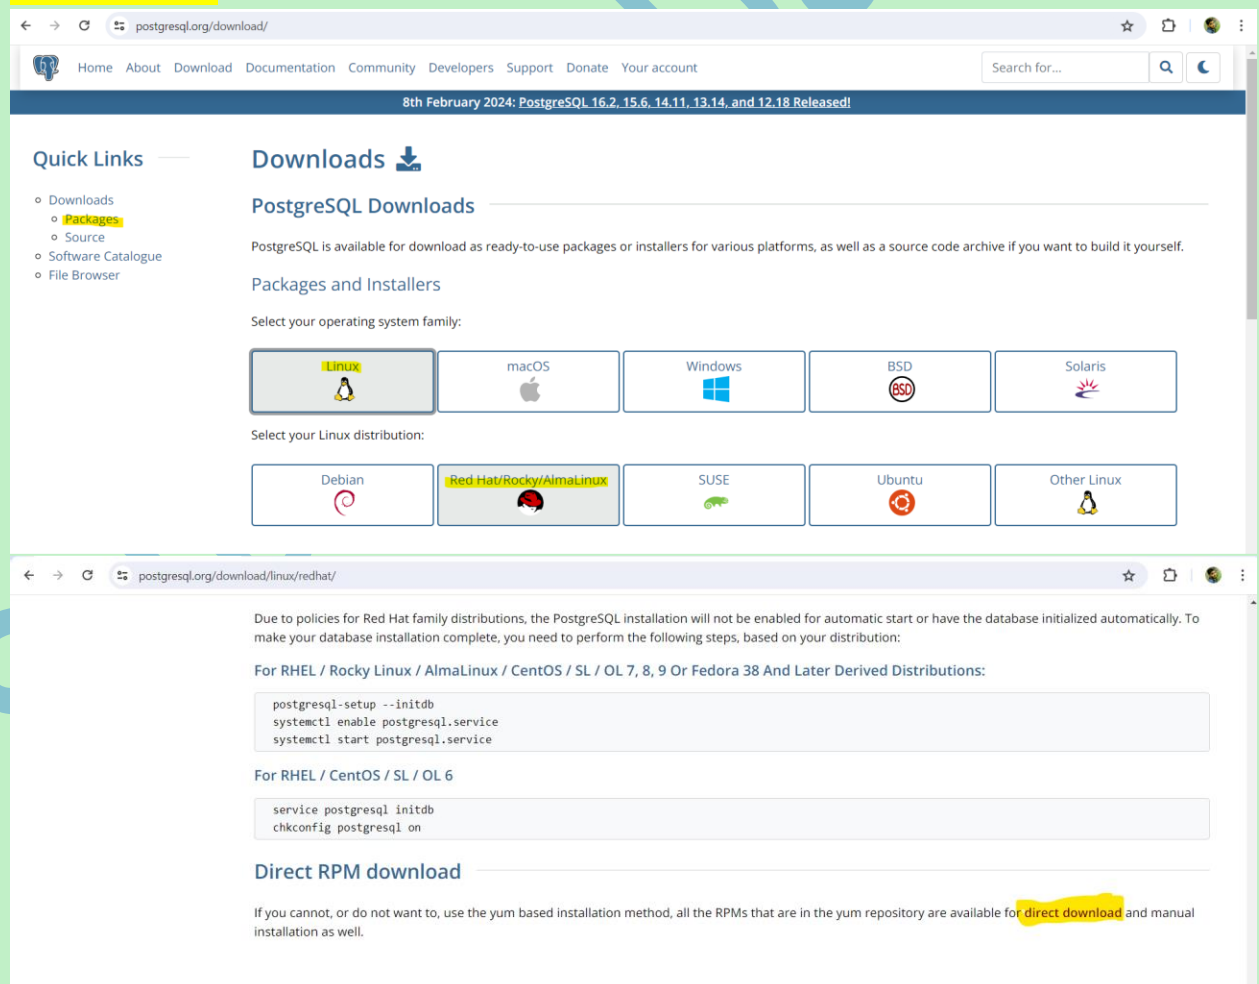 postgresql.org/download/
Home About Download Documentation Community Developers Support Donate Your account
Search for...
8th February 2024: PostgreSQL 16.2, 15.6, 14.11, 13.14, and 12.18 Released!
Quick Links
Downloads
Packages
Source
Software Catalogue
File Browser
Downloads
PostgreSQL Downloads
PostgreSQL is available for download as ready-to-use packages or installers for various platforms, as well as a source code archive if you want to build it yourself.
Packages and Installers
Select your operating system family:
Linux macOS Windows BSD Solaris
BSD
Select your Linux distribution:
Debian Red Hat/Rocky/AlmaLinux SUSE Ubuntu Other Linux
postgresql.org/download/linux/redhat/
Due to policies for Red Hat family distributions, the PostgreSQL installation will not be enabled for automatic start or have the database initialized automatically. To
make your database installation complete, you need to perform the following steps, based on your distribution:
For RHEL / Rocky Linux / AlmaLinux / CentOS / SL / OL 7, 8, 9 Or Fedora 38 And Later Derived Distributions:
postgresql-setup --initdb
systemctl enable postgresql.service
systemctl start postgresql.service
For RHEL / CentOS / SL / OL 6
service postgresql initdb
chkconfig postgresql on
Direct RPM download
If you cannot, or do not want to, use the yum based installation method, all the RPMs that are in the yum repository are available for direct download and manual
installation as well.